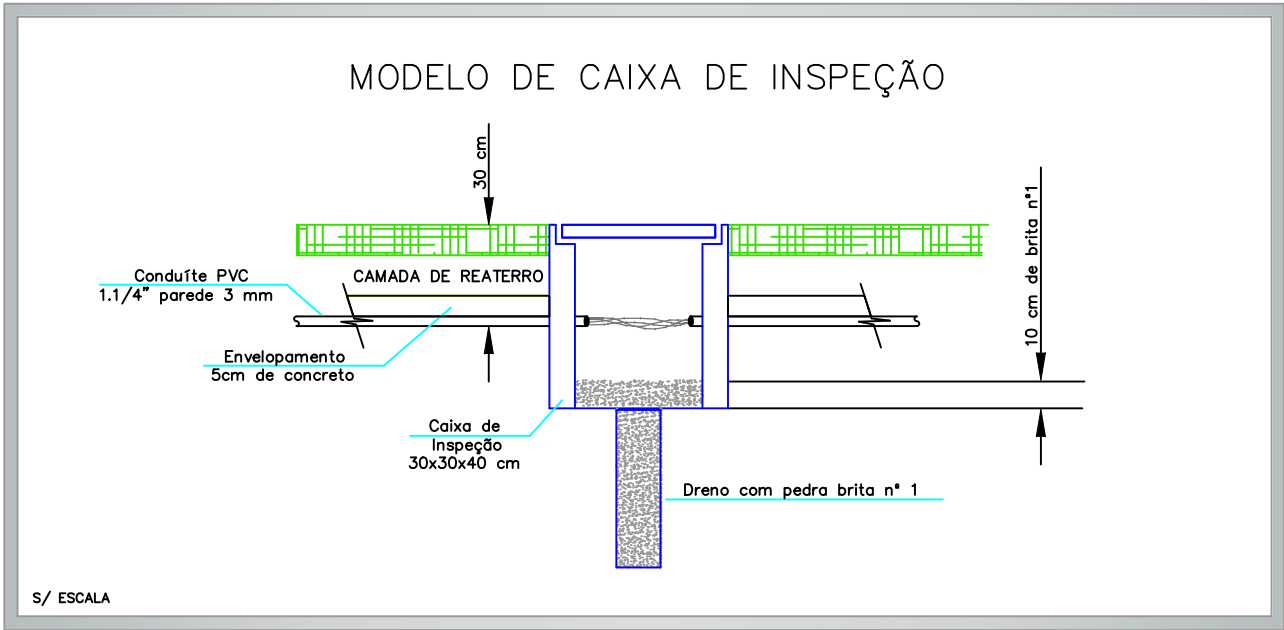 MODELO DE CAIXA DE INSPEÇÃO
30 cm
10 cm de brita nº1
Conduíte PVC
1.1/4" parede 3 mm
CAMADA DE REATERRO
Envelopamento
5cm de concreto
Caixa de
Inspeção
30x30x40 cm
Dreno com pedra brita nº 1
S/ ESCALA